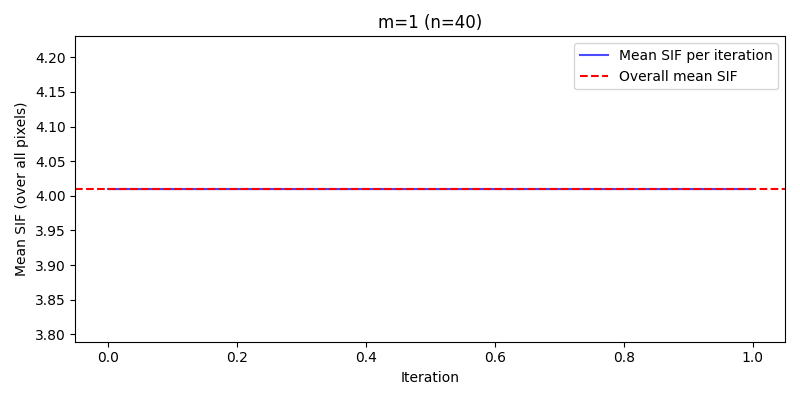 m=1 (n=40)
Mean SIF per iteration
Overall mean SIF
Mean SIF (over all pixels)
4.20
4.15
4.10
4.05
4.00
3.95
3.90
3.85
3.80
0.0 0.2 0.4 0.6 0.8 1.0
Iteration